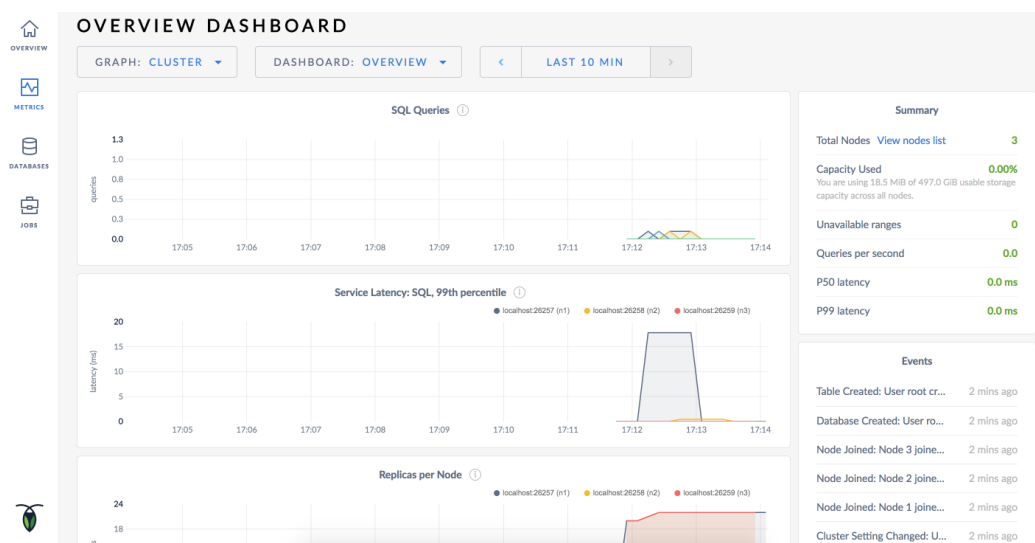 OVERVIEW DASHBOARD
OVERVIEW
METRICS
DATABASES
JOBS
GRAPH: CLUSTER
DASHBOARD: OVERVIEW
< LAST 10 MIN >
SQL Queries
queries
1.3
1.0
0.8
0.5
0.3
0.0
17:05 17:06 17:07 17:08 17:09 17:10 17:11 17:12 17:13 17:14
Service Latency: SQL, 99th percentile
localhost:26257 (n1) localhost:26258 (n2) localhost:26259 (n3)
latency (ms)
20
15
10
5
0
17:05 17:06 17:07 17:08 17:09 17:10 17:11 17:12 17:13 17:14
Replicas per Node
localhost:26257 (n1) localhost:26258 (n2) localhost:26259 (n3)
24
18
Summary
Total Nodes View nodes list 3
Capacity Used 0.00%
You are using 18.5 MiB of 497.0 GiB usable storage
capacity across all nodes.
Unavailable ranges 0
Queries per second 0.0
P50 latency 0.0 ms
P99 latency 0.0 ms
Events
Table Created: User root cr... 2 mins ago
Database Created: User ro... 2 mins ago
Node Joined: Node 3 joine... 2 mins ago
Node Joined: Node 2 joine... 2 mins ago
Node Joined: Node 1 joine... 2 mins ago
Cluster Setting Changed: U... 2 mins ago